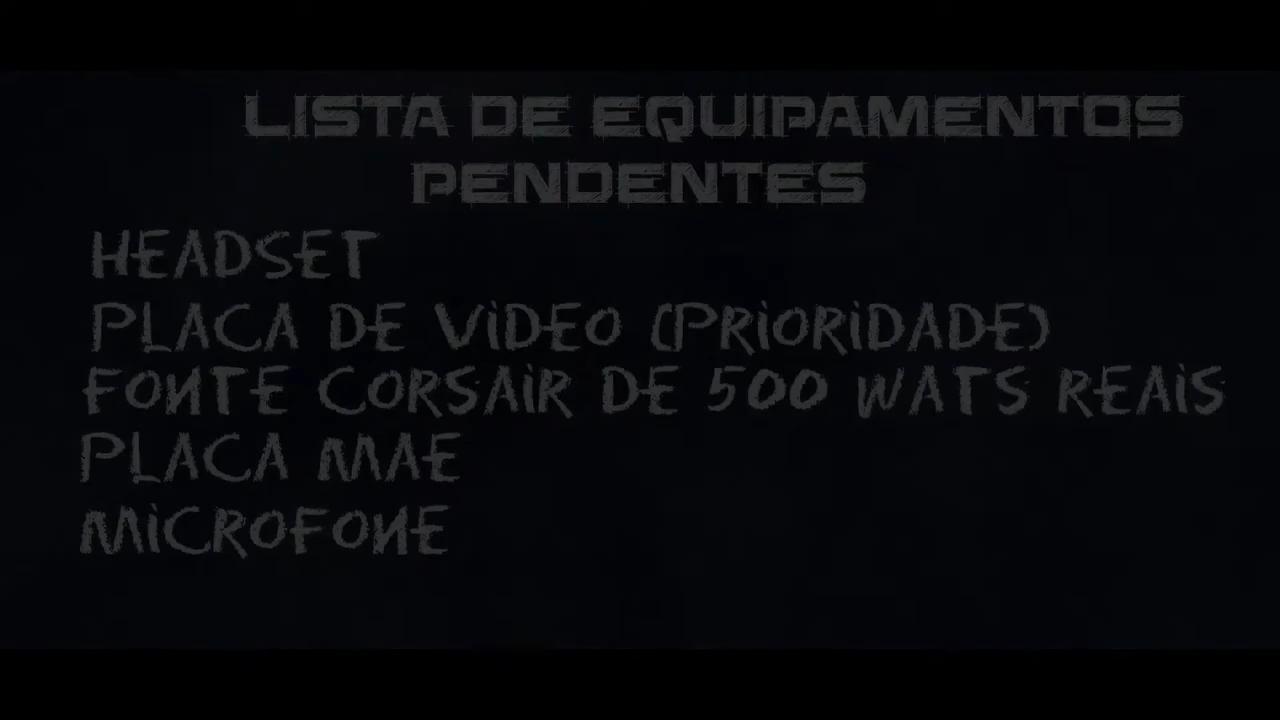 LISTA DE EQUIPAMENTOS
PENDENTES
HEADSET
PLACA DE ViDEO (PRiORiDADE)
FONTE CORSAiR DE 500 WATS REAiS
PLACA MAE
MiCROFONE